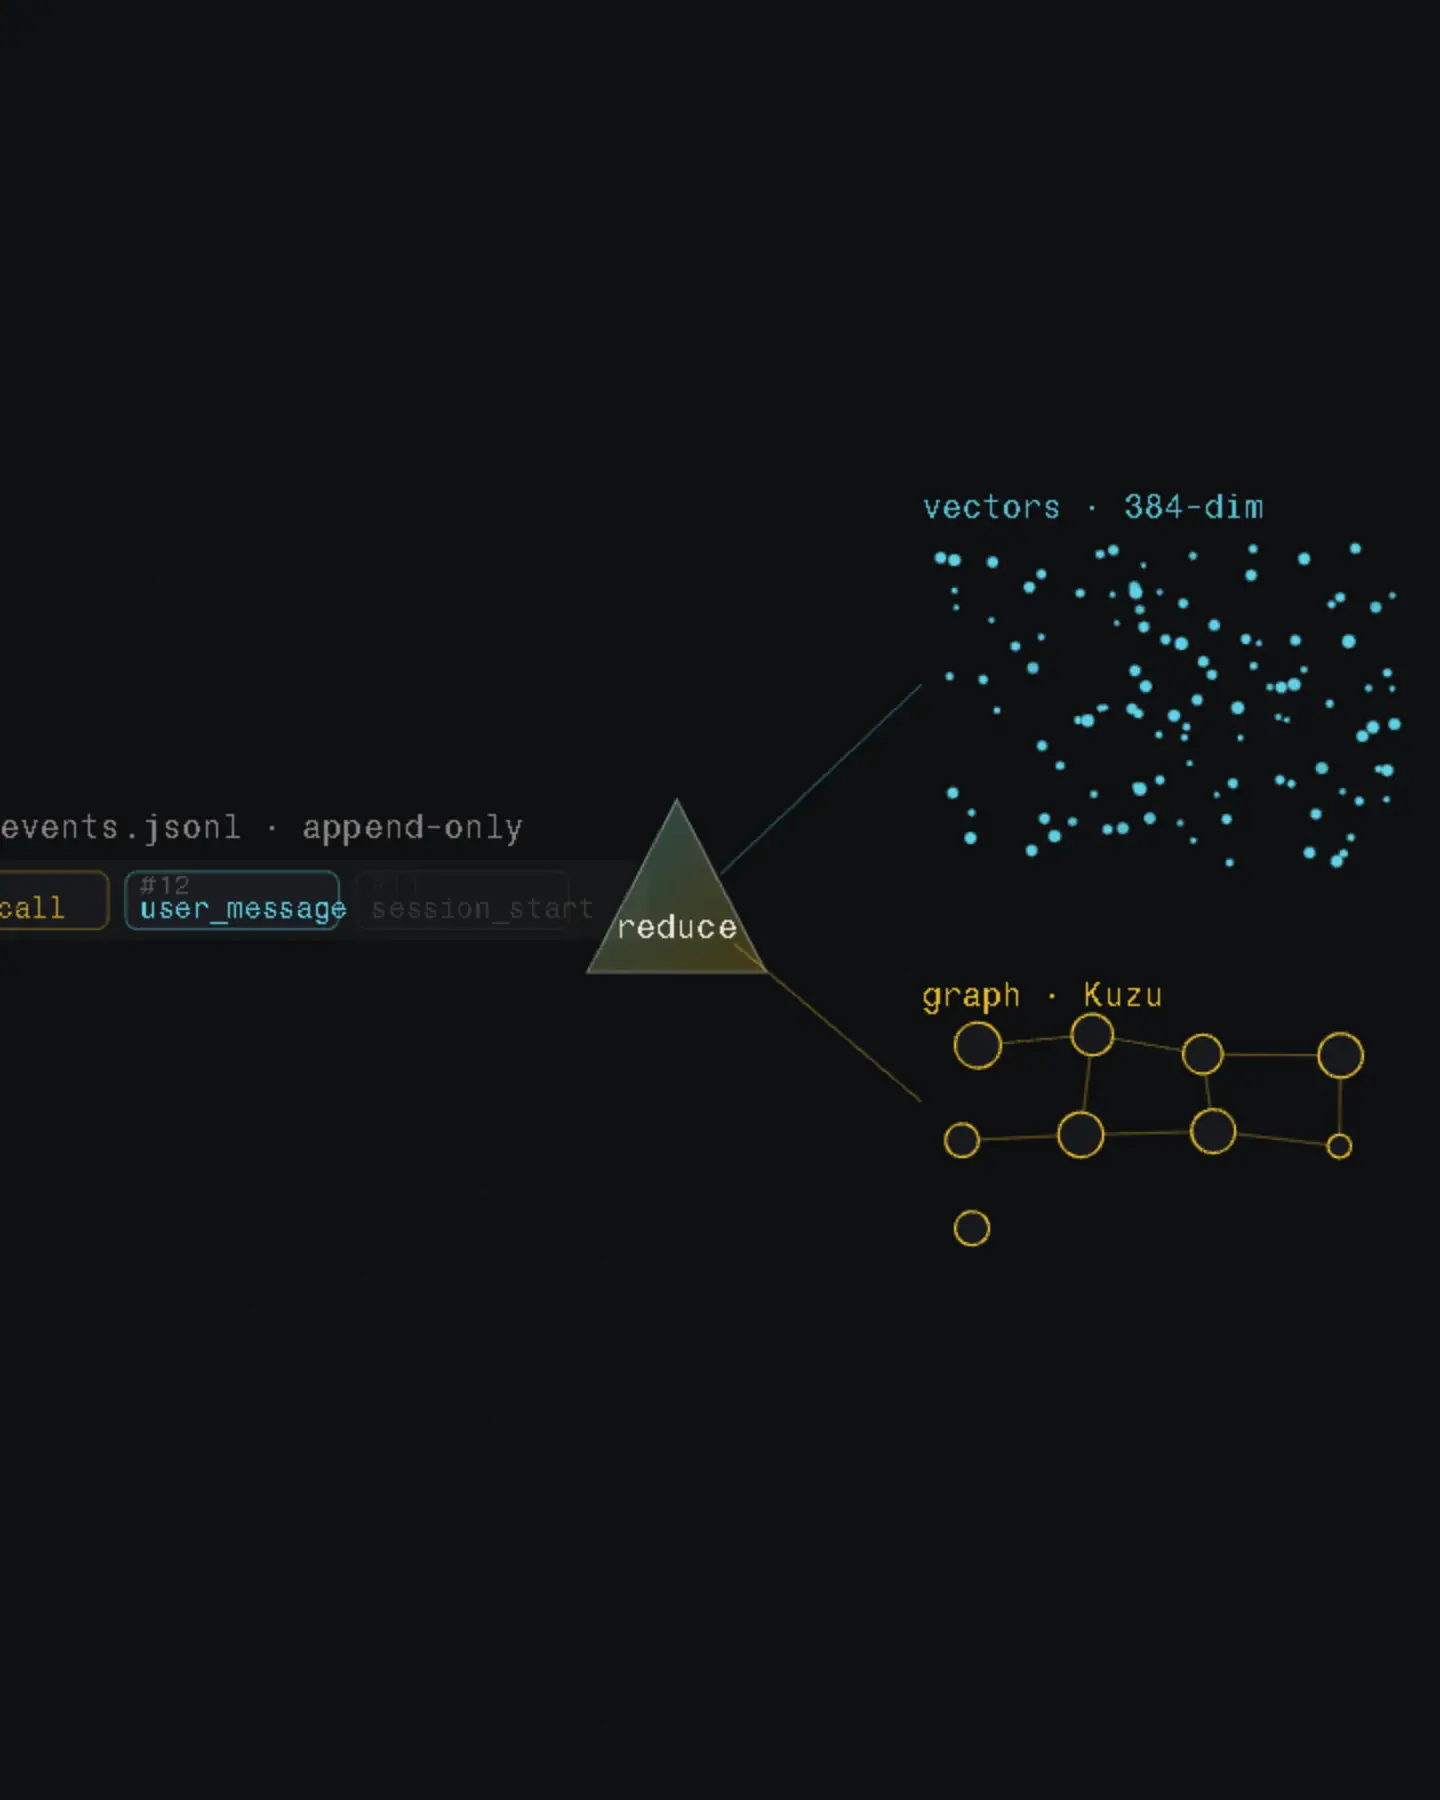 vectors · 384-dim
events.jsonl · append-only
#12
call
user_message
session_start
reduce
graph · Kuzu